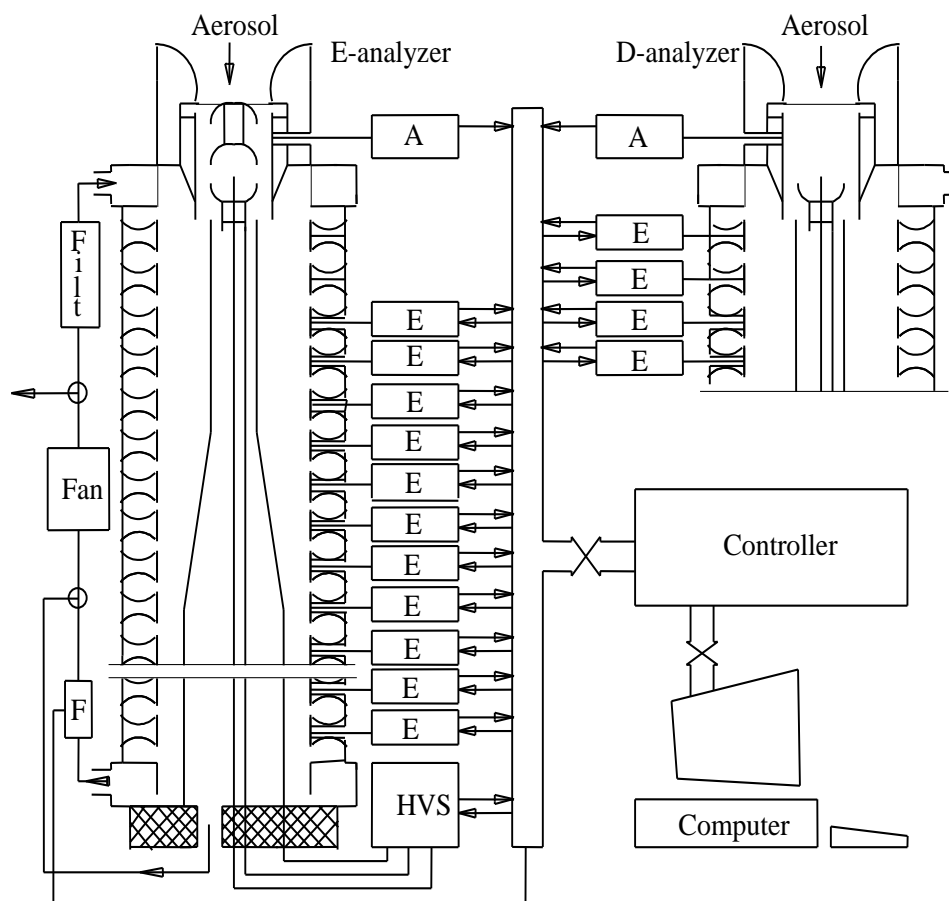 Aerosol
E-analyzer
D-analyzer
Aerosol
A
A
E
E
E
E
Filt
E
E
E
E
E
E
E
E
E
E
E
Fan
F
HVS
Controller
Computer